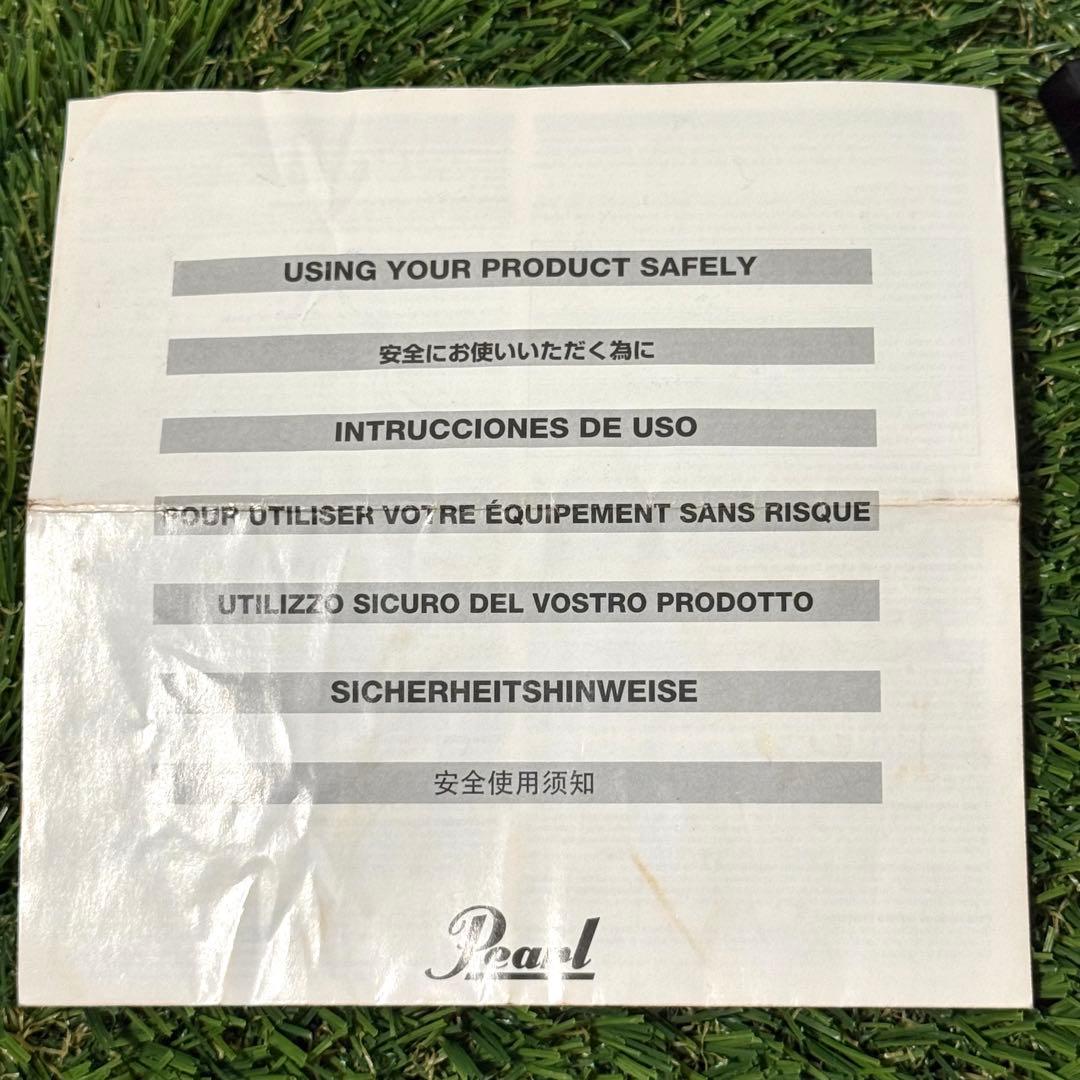 USING YOUR PRODUCT SAFELY
安全にお使いいただく為に
INTRUCCIONES DE USO
POUR UTILISER VOTRE ÉQUIPEMENT SANS RISQUE
UTILIZZO SICURO DEL VOSTRO PRODOTTO
SICHERHEITSHINWEISE
安全使用须知
Pearl